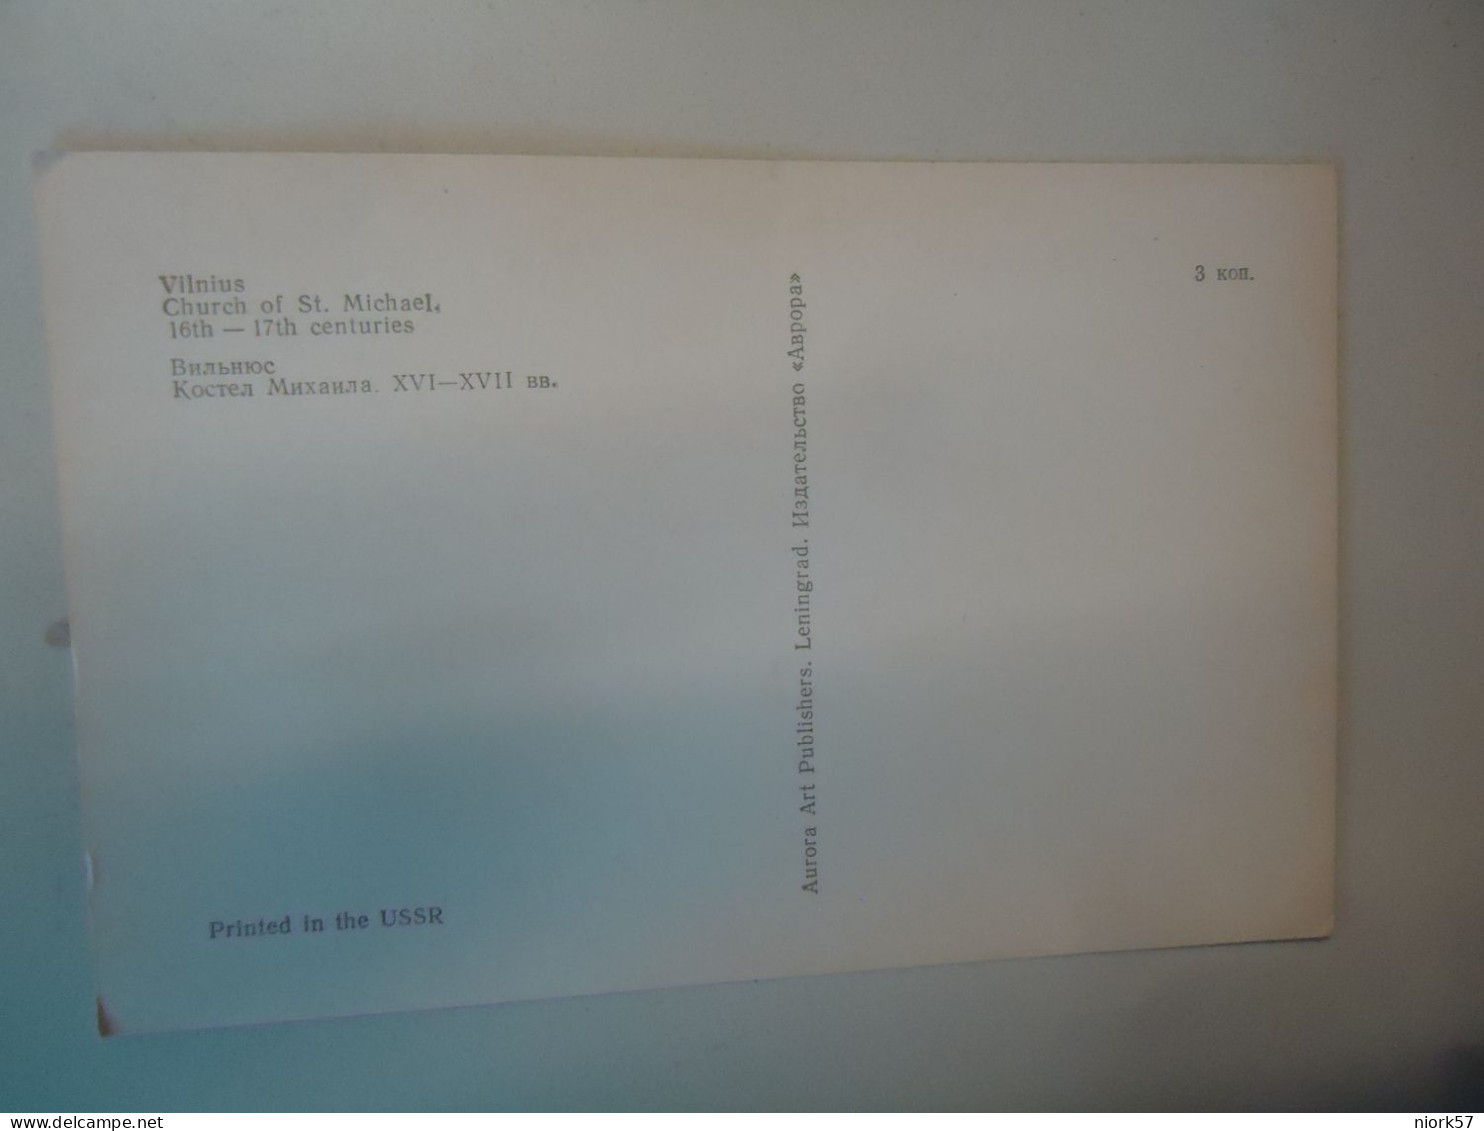 Vilnius
Church of St. Michael,
16th — 17th centuries
Вильнюс
Костел Михаила. XVI—XVII вв.
Printed in the USSR
Aurora Art Publishers. Leningrad. Издательство «Аврора»
3 коп.
delcampe.net
niork57